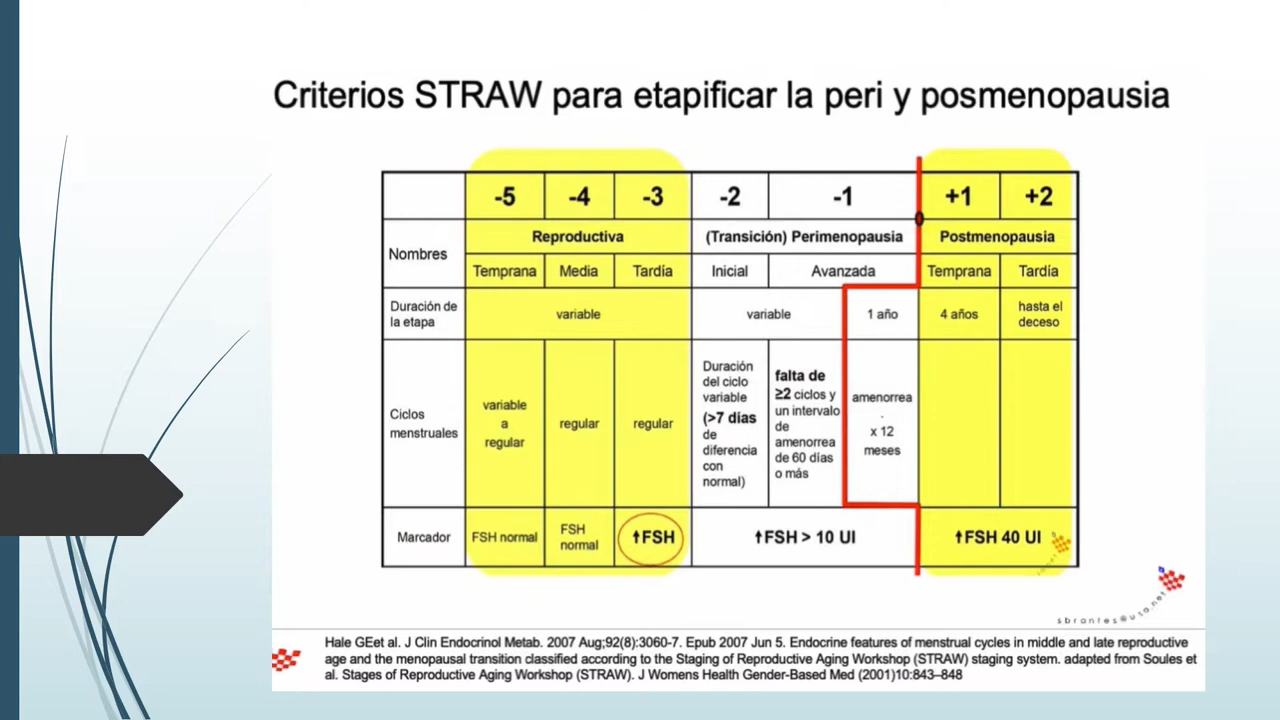 Criterios STRAW para etapificar la peri y posmenopausia
-5 -4 -3 -2 -1 +1 +2
0
Nombres
Reproductiva (Transición) Perimenopausia Postmenopausia
Temprana Media Tardía Inicial Avanzada Temprana Tardía
Duración de
la etapa
variable variable 1 año 4 años
hasta el
deceso
Ciclos
menstruales
variable
a
regular
regular
regular
Duración
del ciclo
variable
(>7 días
de
diferencia
con
normal)
falta de
≥2 ciclos y
un intervalo
de
amenorrea
de 60 días
o más
amenorrea
.
x 12
meses
Marcador
FSH normal
FSH
normal
↑FSH
↑FSH > 10 UI
↑FSH 40 UI
sbrantes@usa.net
Hale GEet al. J Clin Endocrinol Metab. 2007 Aug;92(8):3060-7. Epub 2007 Jun 5. Endocrine features of menstrual cycles in middle and late reproductive
age and the menopausal transition classified according to the Staging of Reproductive Aging Workshop (STRAW) staging system. adapted from Soules et
al. Stages of Reproductive Aging Workshop (STRAW). J Womens Health Gender-Based Med (2001)10:843–848